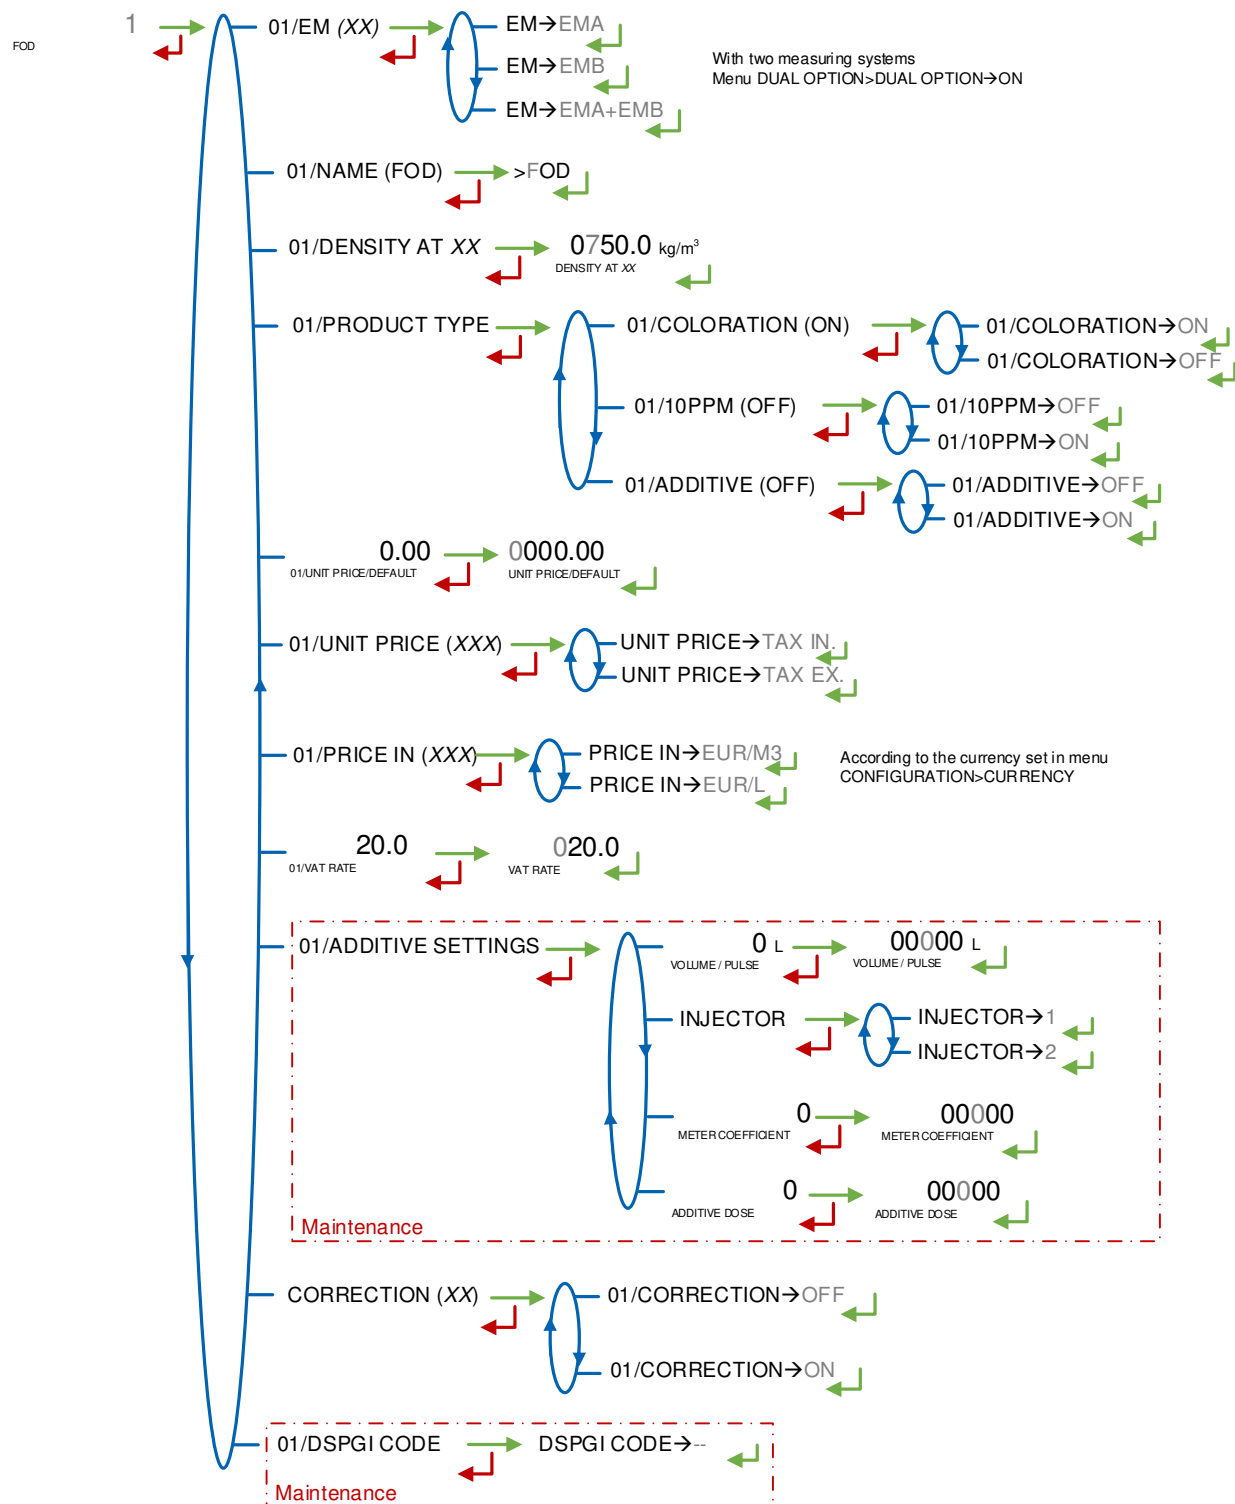 FOD
1
01/EM (XX)
EM→EMA
EM→EMB
EM→EMA+EMB
With two measuring systems
Menu DUAL OPTION>DUAL OPTION→ON
01/NAME (FOD)
>FOD
01/DENSITY AT XX
0750.0 kg/m³
DENSITY AT XX
01/PRODUCT TYPE
01/COLORATION (ON)
01/COLORATION→ON
01/COLORATION→OFF
01/10PPM (OFF)
01/10PPM→OFF
01/10PPM→ON
01/ADDITIVE (OFF)
01/ADDITIVE→OFF
01/ADDITIVE→ON
0.00
01/UNIT PRICE/DEFAULT
0000.00
UNIT PRICE/DEFAULT
01/UNIT PRICE (XXX)
UNIT PRICE→TAX IN.
UNIT PRICE→TAX EX.
01/PRICE IN (XXX)
PRICE IN→EUR/M3
PRICE IN→EUR/L
According to the currency set in menu
CONFIGURATION>CURRENCY
20.0
01/VAT RATE
020.0
VAT RATE
01/ADDITIVE SETTINGS
0 L
VOLUME / PULSE
00000 L
VOLUME / PULSE
INJECTOR
INJECTOR→1
INJECTOR→2
0
METER COEFFICIENT
00000
METER COEFFICIENT
0
ADDITIVE DOSE
00000
ADDITIVE DOSE
Maintenance
CORRECTION (XX)
01/CORRECTION→OFF
01/CORRECTION→ON
01/DSPGI CODE
DSPGI CODE→--
Maintenance